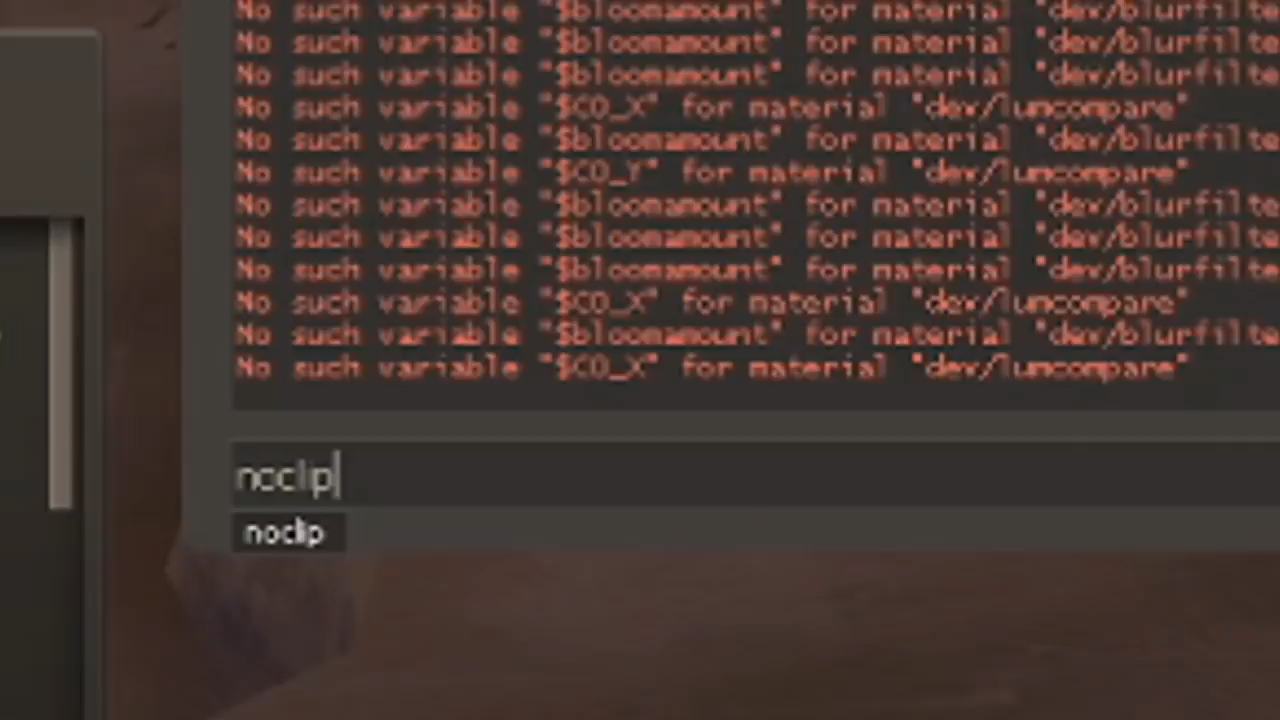 No such variable "$bloomamount" for material "dev/blurfilte
No such variable "$bloomamount" for material "dev/blurfilte
No such variable "$bloomamount" for material "dev/blurfilte
No such variable "$C0_X" for material "dev/lumcompare"
No such variable "$bloomamount" for material "dev/blurfilte
No such variable "$C0_Y" for material "dev/lumcompare"
No such variable "$bloomamount" for material "dev/blurfilte
No such variable "$bloomamount" for material "dev/blurfilte
No such variable "$bloomamount" for material "dev/blurfilte
No such variable "$C0_X" for material "dev/lumcompare"
No such variable "$bloomamount" for material "dev/blurfilte
No such variable "$C0_X" for material "dev/lumcompare"
noclip
noclip